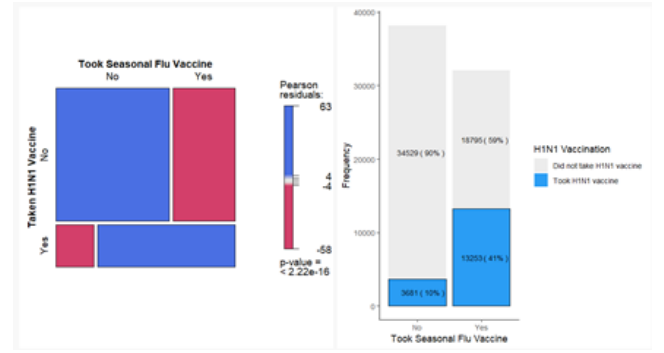 Took Seasonal Flu Vaccine
No Yes
Taken H1N1 Vaccine
No
Yes
Pearson
residuals:
63
4
-4
-58
p-value =
< 2.22e-16
Frequency
40000
30000
20000
10000
0
34529 ( 90% )
18795 ( 59% )
3681 ( 10% )
13253 ( 41% )
No Yes
Took Seasonal Flu Vaccine
H1N1 Vaccination
Did not take H1N1 vaccine
Took H1N1 vaccine